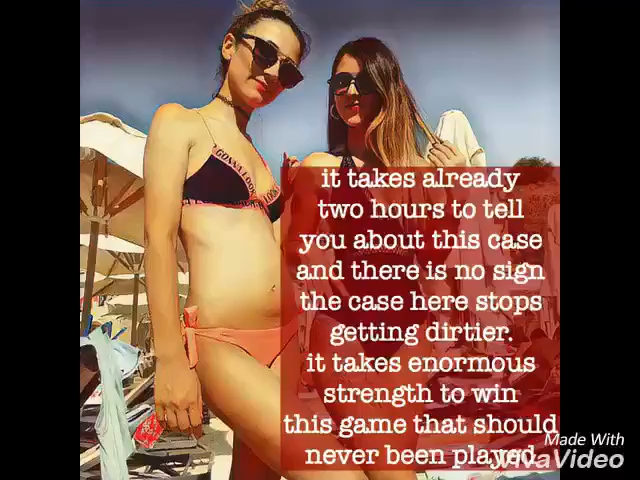 GONNA LOOK
it takes already
two hours to tell
you about this case
and there is no sign
the case here stops
getting dirtier.
it takes enormous
strength to win
this game that should
never been played
Made With
VivaVideo